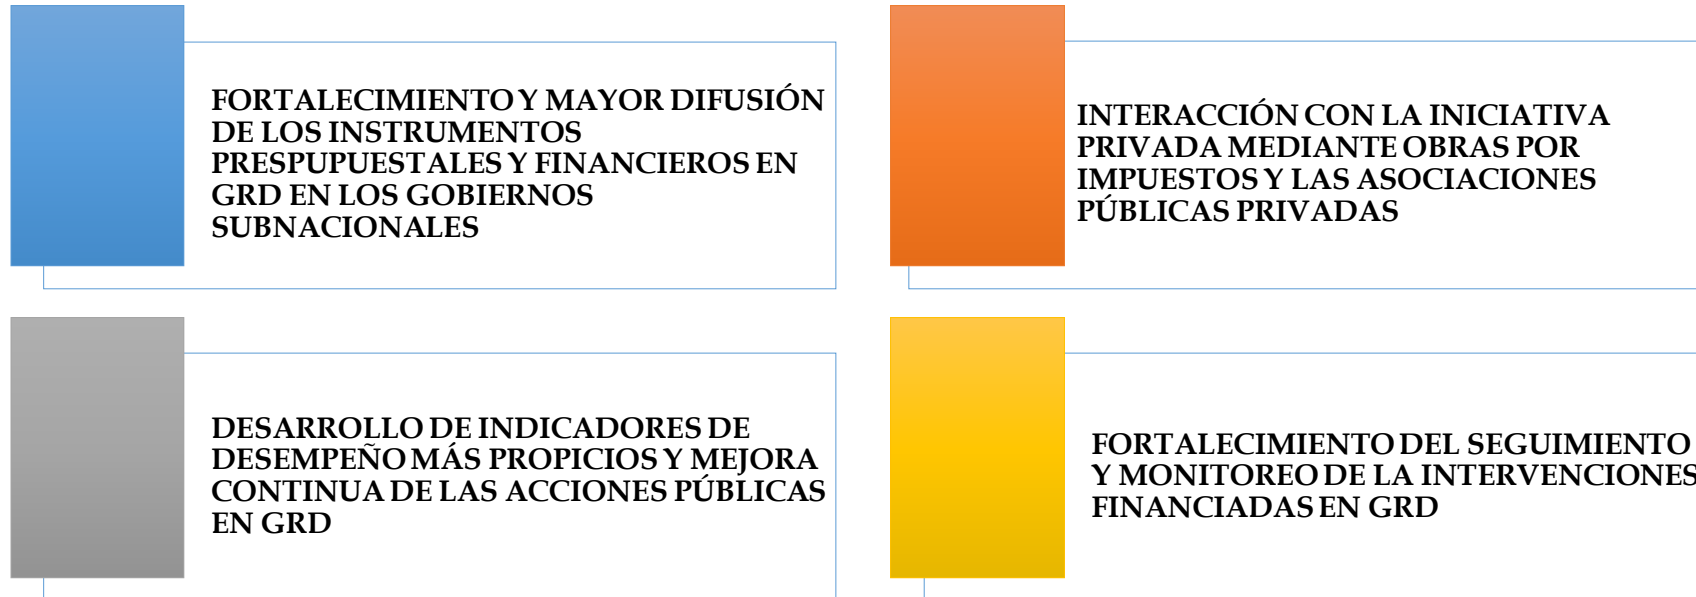 FORTALECIMIENTO Y MAYOR DIFUSIÓN
DE LOS INSTRUMENTOS
PRESPUPUESTALES Y FINANCIEROS EN
GRD EN LOS GOBIERNOS
SUBNACIONALES
INTERACCIÓN CON LA INICIATIVA
PRIVADA MEDIANTE OBRAS POR
IMPUESTOS Y LAS ASOCIACIONES
PÚBLICAS PRIVADAS
DESARROLLO DE INDICADORES DE
DESEMPEÑO MÁS PROPICIOS Y MEJORA
CONTINUA DE LAS ACCIONES PÚBLICAS
EN GRD
FORTALECIMIENTO DEL SEGUIMIENTO
Y MONITOREO DE LA INTERVENCIONES
FINANCIADAS EN GRD